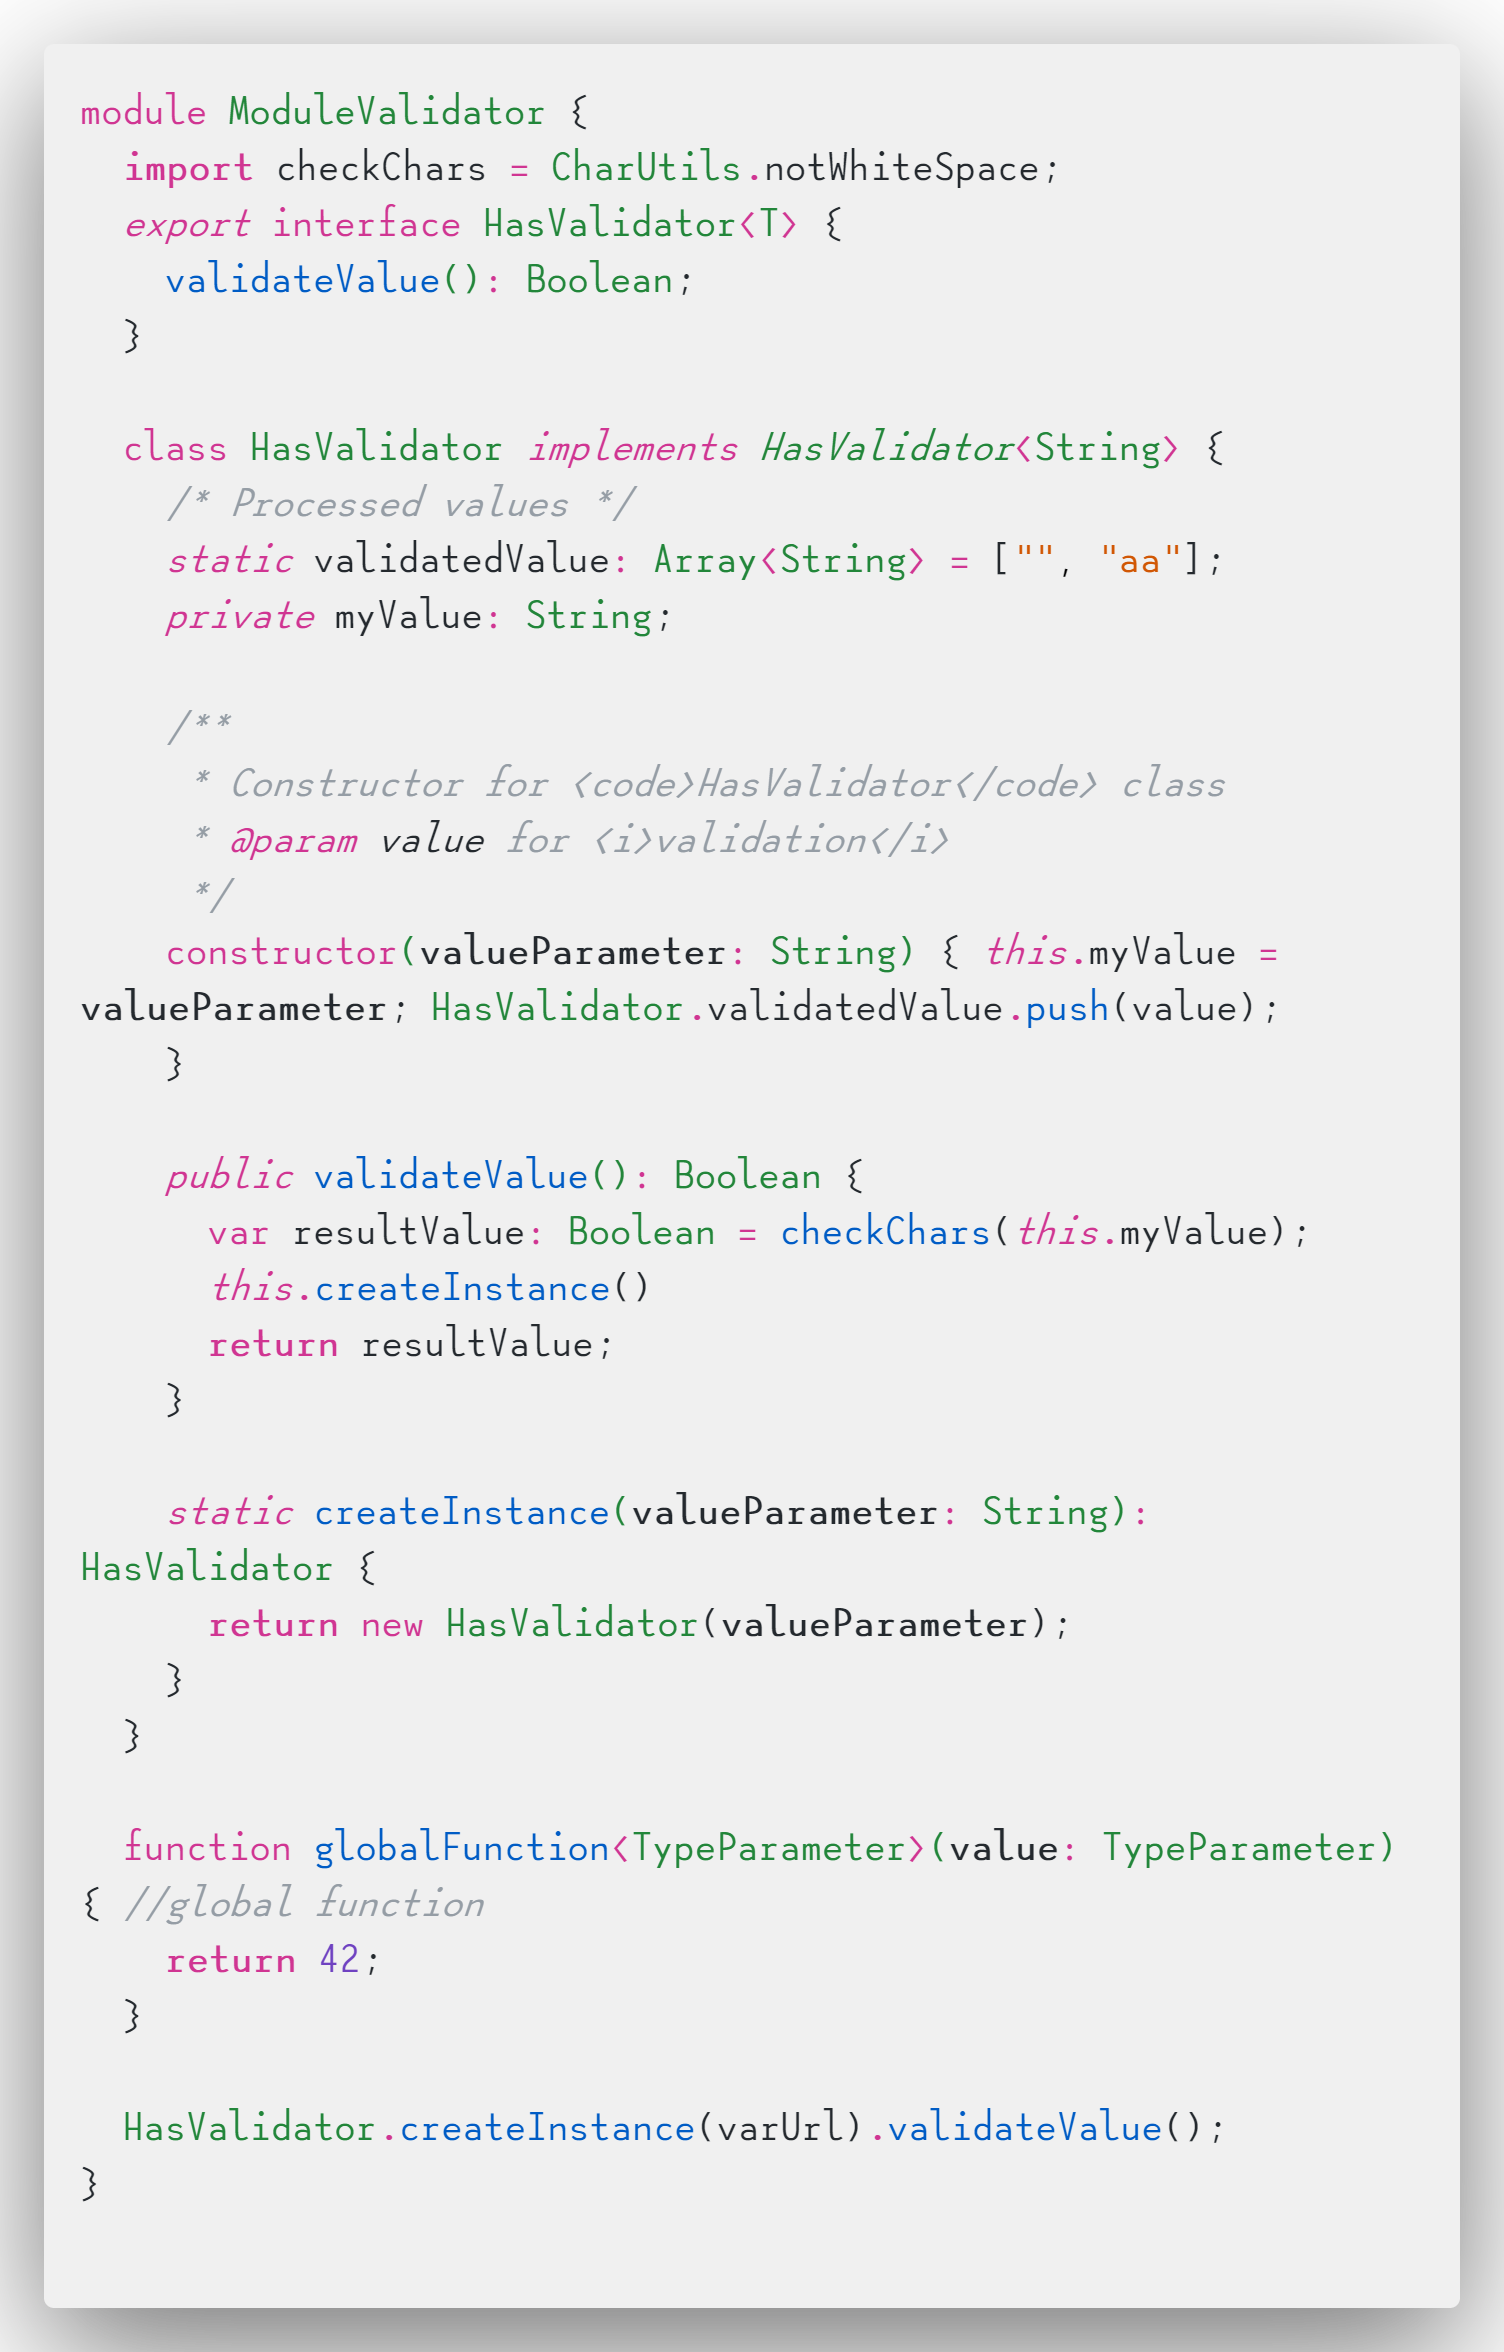 module ModuleValidator {
  import checkChars = CharUtils.notWhiteSpace;
  export interface HasValidator<T> {
    validateValue(): Boolean;
  }

  class HasValidator implements HasValidator<String> {
    /* Processed values */
    static validatedValue: Array<String> = ["", "aa"];
    private myValue: String;

    /**
     * Constructor for <code>HasValidator</code> class
     * @param value for <i>validation</i>
     */
    constructor(valueParameter: String) { this.myValue =
valueParameter; HasValidator.validatedValue.push(value);
    }

    public validateValue(): Boolean {
      var resultValue: Boolean = checkChars(this.myValue);
      this.createInstance()
      return resultValue;
    }

    static createInstance(valueParameter: String):
HasValidator {
      return new HasValidator(valueParameter);
    }
  }

  function globalFunction<TypeParameter>(value: TypeParameter)
{ //global function
    return 42;
  }

  HasValidator.createInstance(varUrl).validateValue();
}